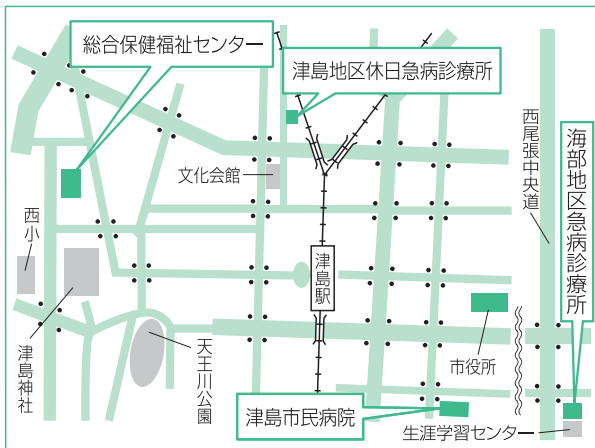 総合保健福祉センター
津島地区休日急病診療所
西尾張中央道
海部地区急病診療所
文化会館
西小
津島駅
市役所
津島神社
天王川公園
津島市民病院
生涯学習センター